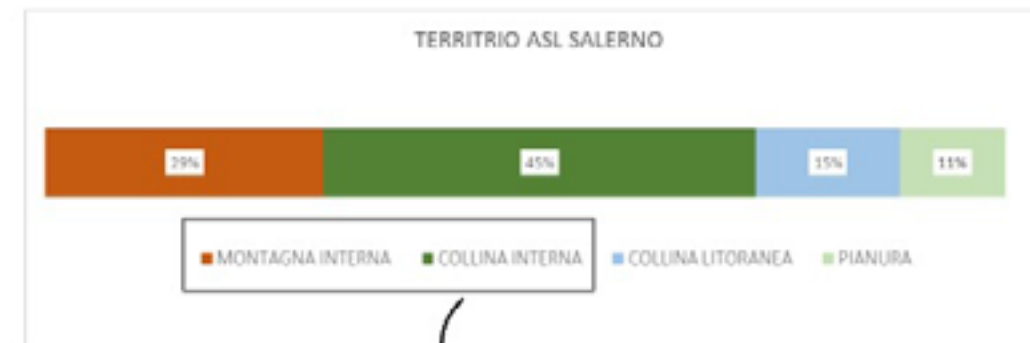 TERRITRIO ASL SALERNO
29% 45% 15% 11%
MONTAGNA INTERNA COLLINA INTERNA COLLINA LITORANEA PIANURA